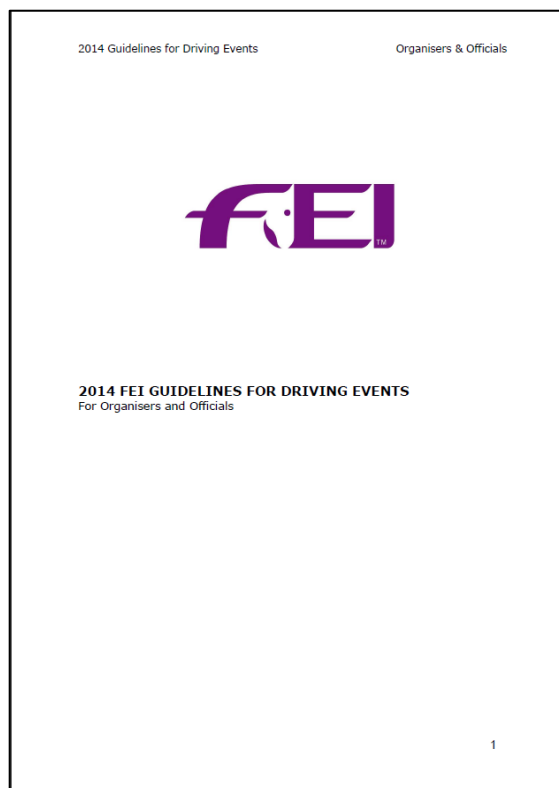 2014 Guidelines for Driving Events Organisers & Officials
FEI
TM
2014 FEI GUIDELINES FOR DRIVING EVENTS
For Organisers and Officials
1